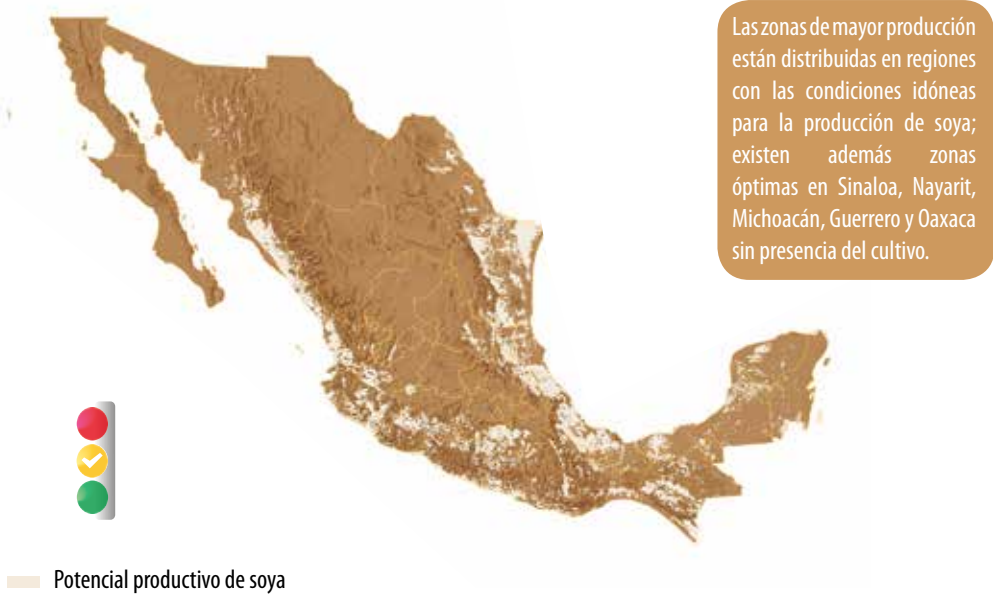 Las zonas de mayor producción
están distribuidas en regiones
con las condiciones idóneas
para la producción de soya;
existen además zonas
óptimas en Sinaloa, Nayarit,
Michoacán, Guerrero y Oaxaca
sin presencia del cultivo.
Potencial productivo de soya